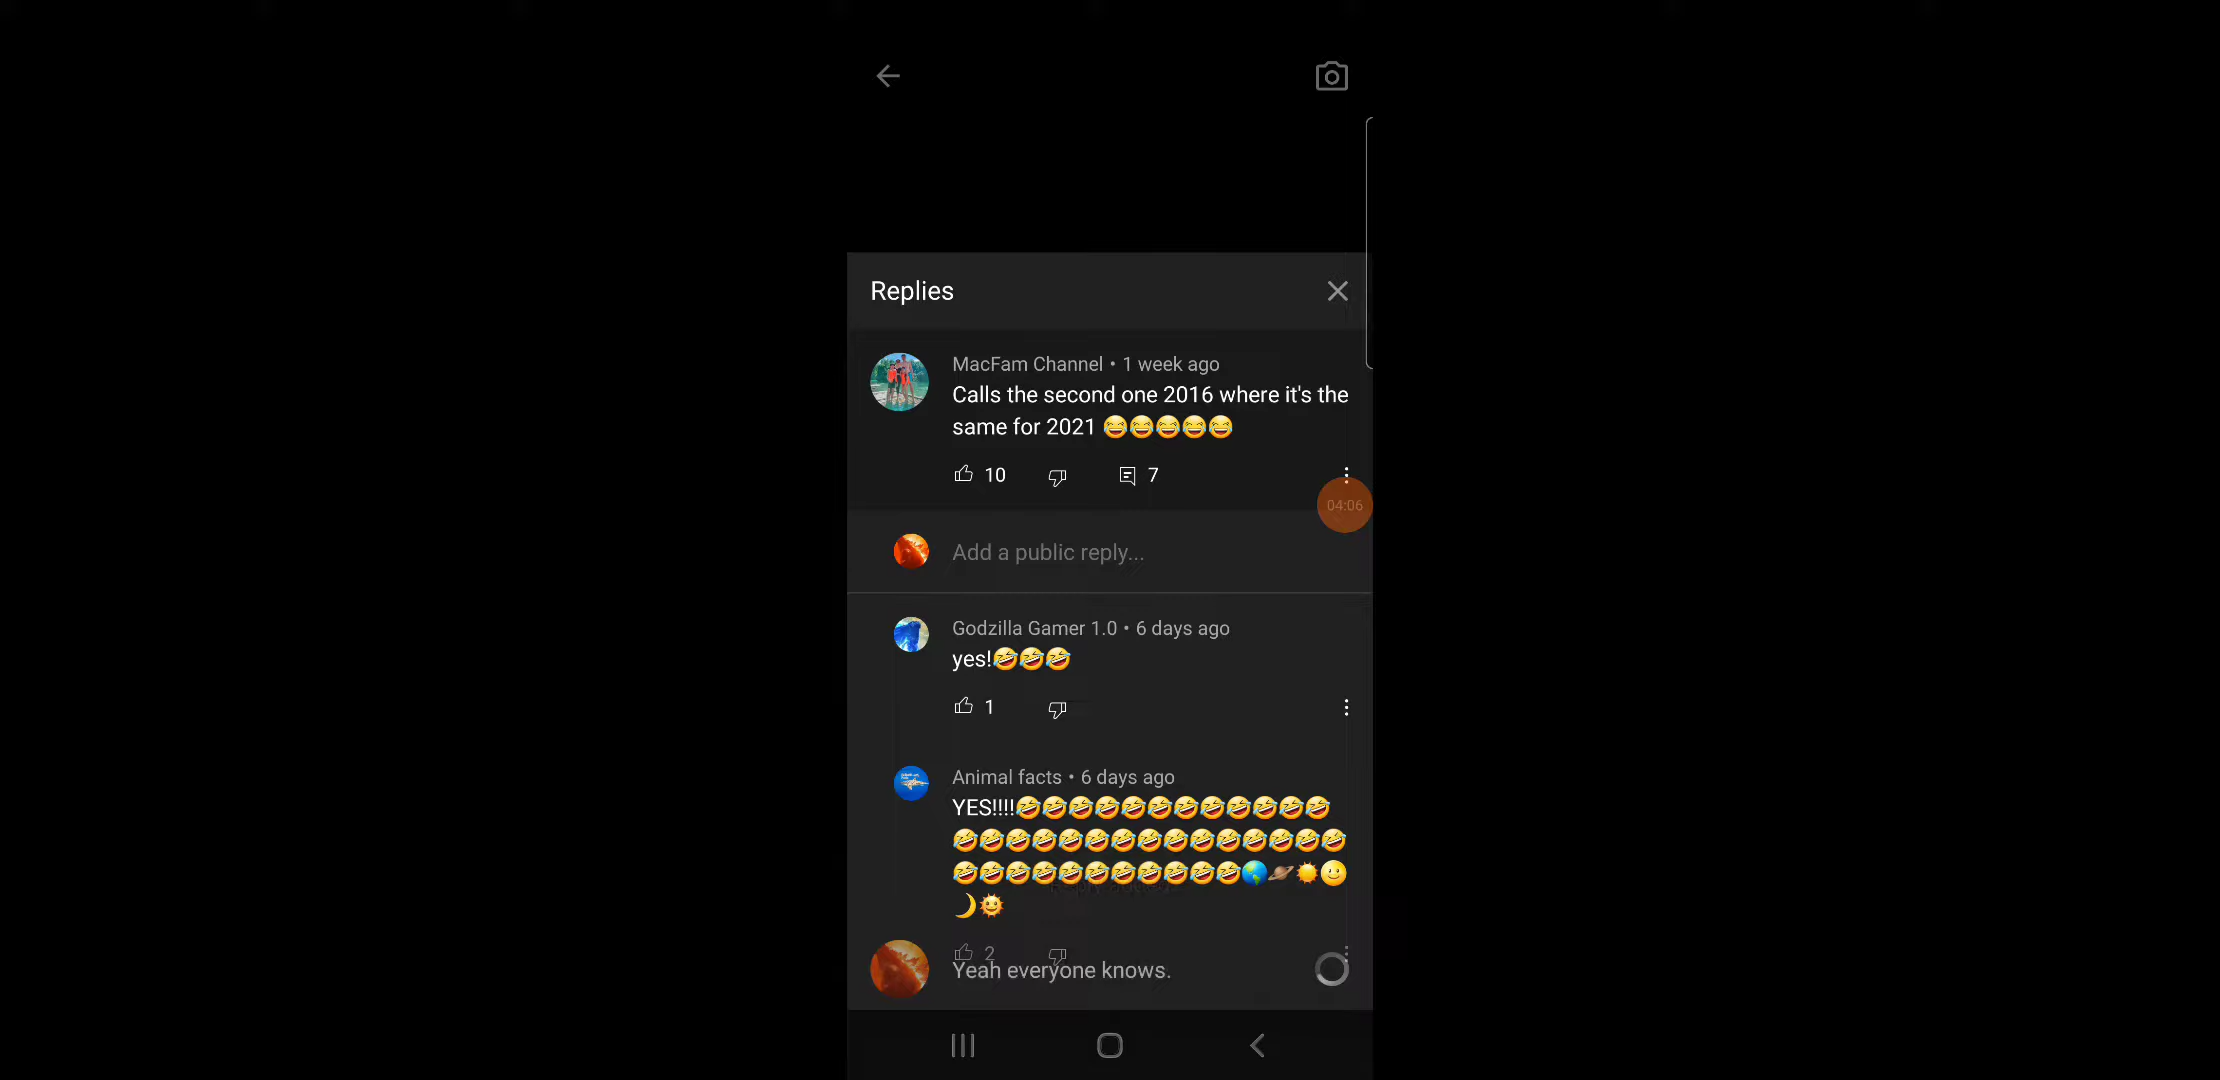 Replies
MacFam Channel • 1 week ago
Calls the second one 2016 where it's the
same for 2021 😂😂😂😂😂
10 7
04:06
Add a public reply...
Godzilla Gamer 1.0 • 6 days ago
yes!🤣🤣🤣
1
Animal facts • 6 days ago
YES!!!!🤣🤣🤣🤣🤣🤣🤣🤣🤣🤣🤣🤣
🤣🤣🤣🤣🤣🤣🤣🤣🤣🤣🤣🤣🤣🤣🤣
🤣🤣🤣🤣🤣🤣🤣🤣🤣🤣🤣🌎🪐☀️🌝
🌙🌞
2
Yeah everyone knows.